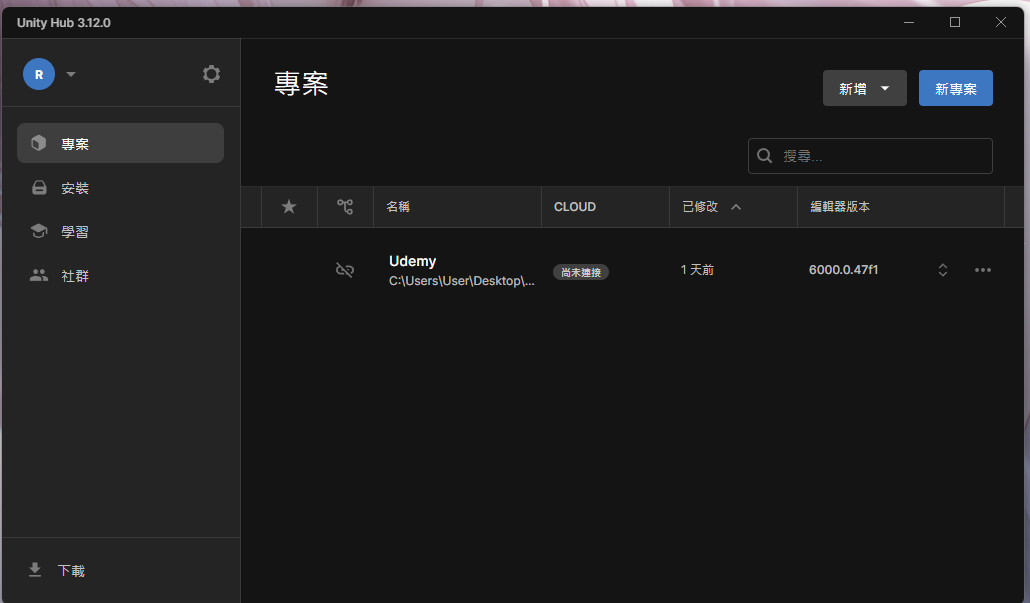 Unity Hub 3.12.0
R
專案
安裝
學習
社群
下載
專案
新增
新專案
搜尋...
名稱
CLOUD
已修改
編輯器版本
Udemy
C:\Users\User\Desktop\...
尚未連接
1 天前
6000.0.47f1